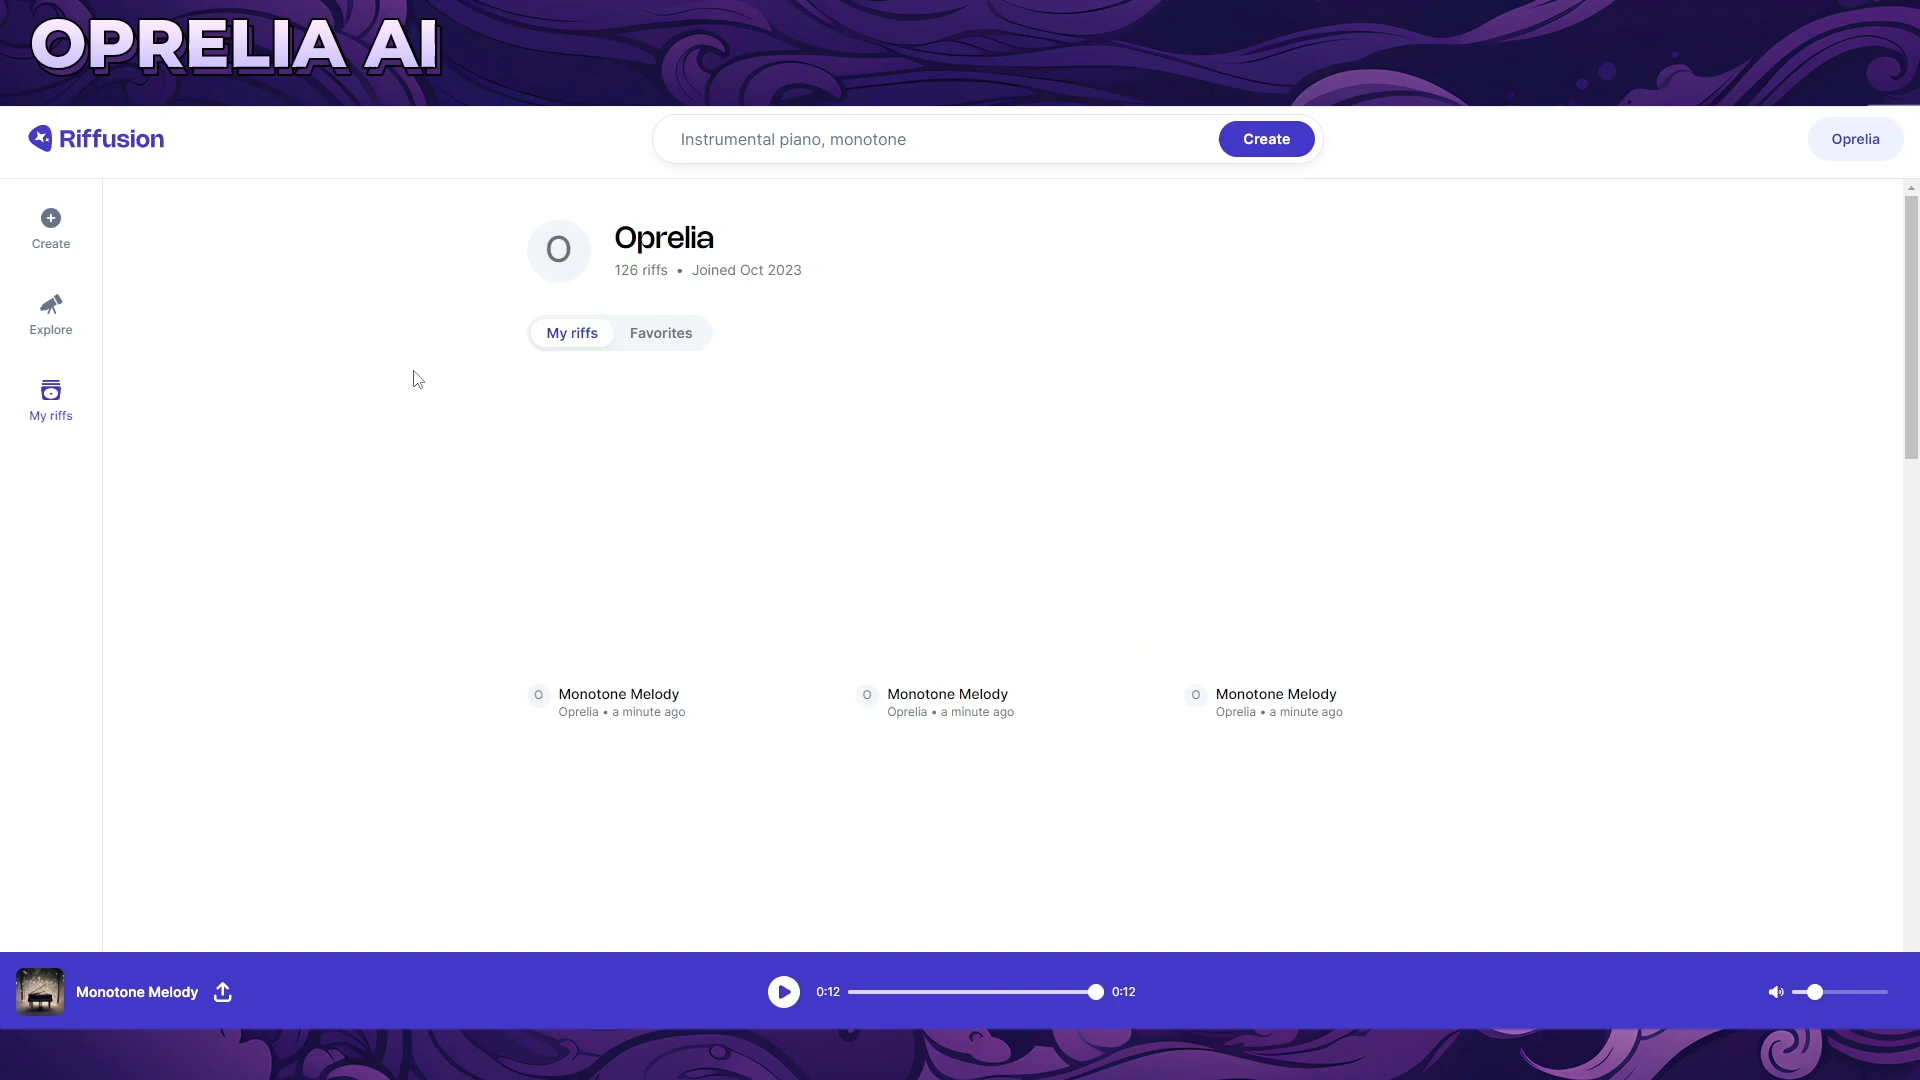 OPRELIA AI
Riffusion
Instrumental piano, monotone
Create
Oprelia
Create
Explore
My riffs
O
Oprelia
126 riffs • Joined Oct 2023
My riffs
Favorites
O
Monotone Melody
Oprelia • a minute ago
O
Monotone Melody
Oprelia • a minute ago
O
Monotone Melody
Oprelia • a minute ago
Monotone Melody
0:12
0:12